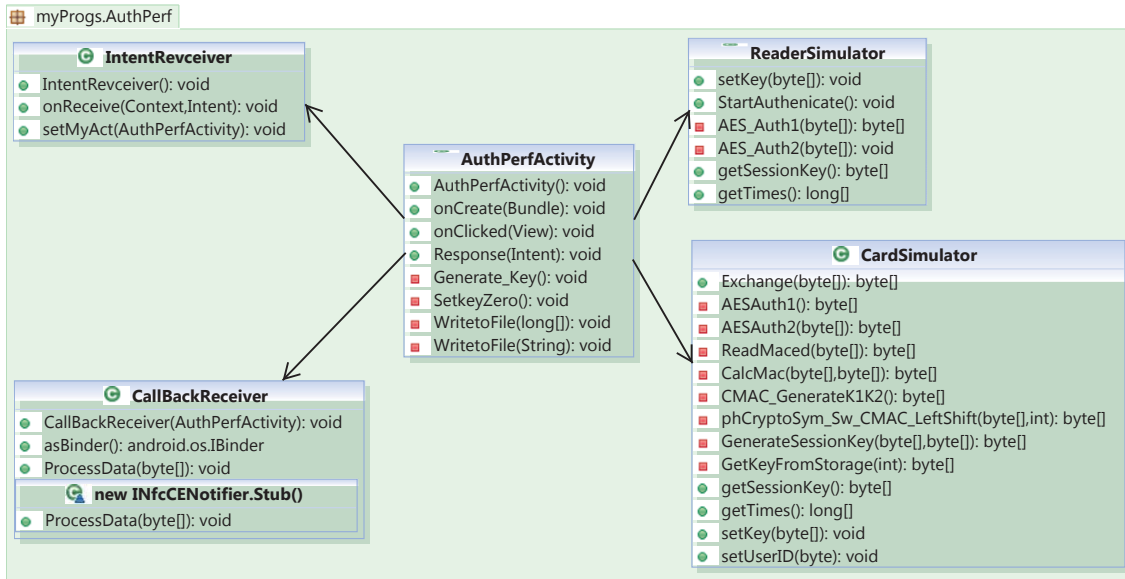 myProgs.AuthPerf
IntentRevceiver
IntentRevceiver(): void
onReceive(Context,Intent): void
setMyAct(AuthPerfActivity): void
ReaderSimulator
setKey(byte[]): void
StartAuthenicate(): void
AES_Auth1(byte[]): byte[]
AES_Auth2(byte[]): void
getSessionKey(): byte[]
getTimes(): long[]
AuthPerfActivity
AuthPerfActivity(): void
onCreate(Bundle): void
onClicked(View): void
Response(Intent): void
Generate_Key(): void
SetkeyZero(): void
WritetoFile(long[]): void
WritetoFile(String): void
CardSimulator
Exchange(byte[]): byte[]
AESAuth1(): byte[]
AESAuth2(byte[]): byte[]
ReadMaced(byte[]): byte[]
CalcMac(byte[],byte[]): byte[]
CMAC_GenerateK1K2(): byte[]
phCryptoSym_Sw_CMAC_LeftShift(byte[],int): byte[]
GenerateSessionKey(byte[],byte[]): byte[]
GetKeyFromStorage(int): byte[]
getSessionKey(): byte[]
getTimes(): long[]
setKey(byte[]): void
setUserID(byte): void
CallBackReceiver
CallBackReceiver(AuthPerfActivity): void
asBinder(): android.os.IBinder
ProcessData(byte[]): void
new INfcCENotifier.Stub()
ProcessData(byte[]): void